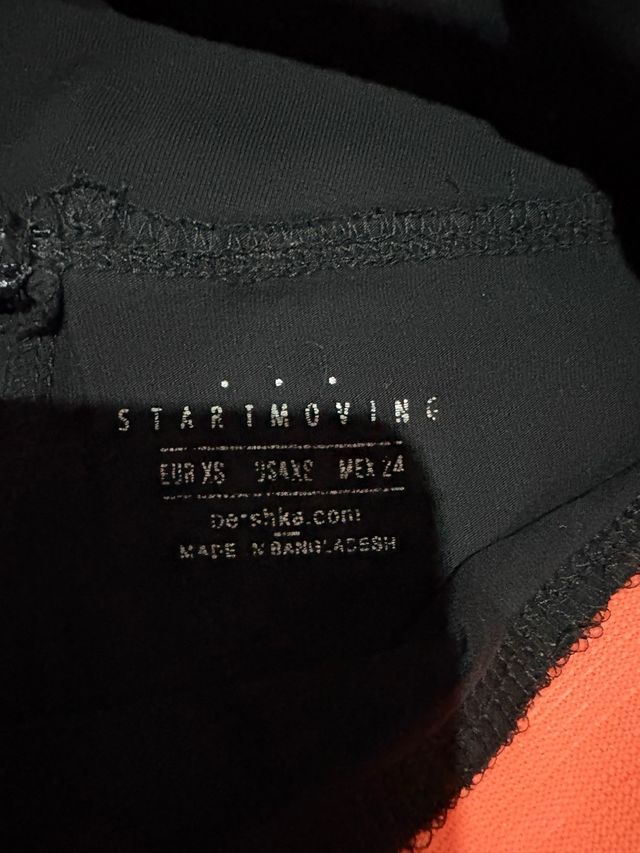 STARTMOVING
EUR XS USA XS MEX 24
bershka.com
MADE IN BANGLADESH